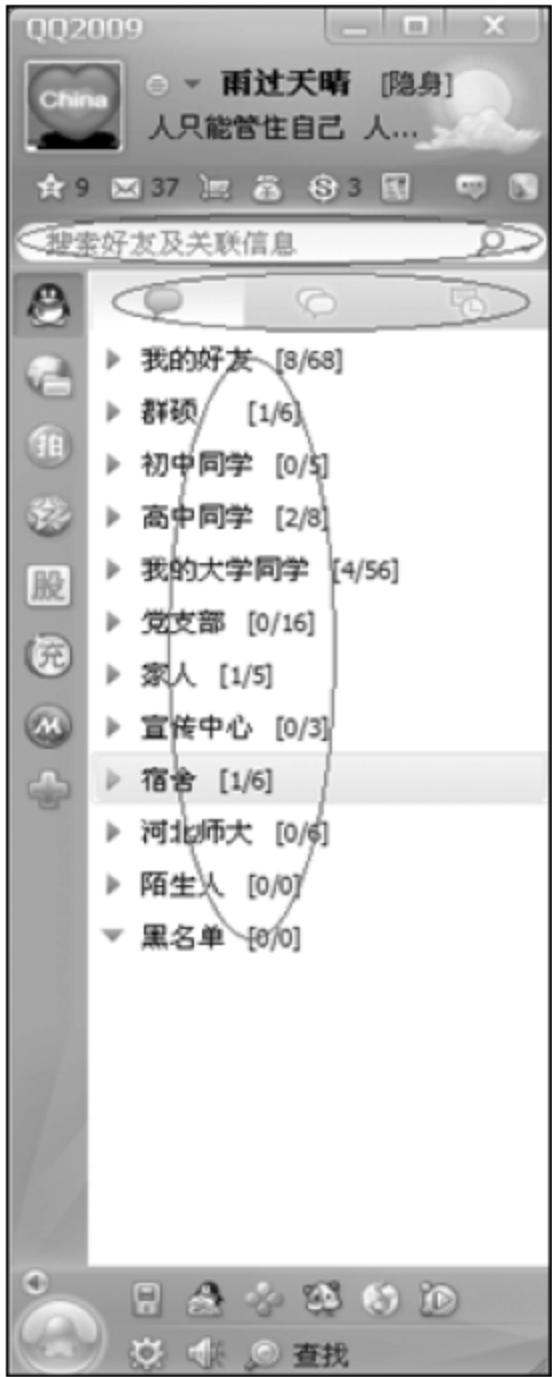 QQ2009
China
雨过天晴 [隐身]
人只能管住自己 人...
9 37 3
搜索好友及关联信息
我的好友 [8/68]
群硕 [1/6]
拍
初中同学 [0/5]
高中同学 [2/8]
我的大学同学 [4/56]
股
党支部 [0/16]
充
家人 [1/5]
宣传中心 [0/3]
宿舍 [1/6]
河北师大 [0/6]
陌生人 [0/0]
黑名单 [0/0]
查找